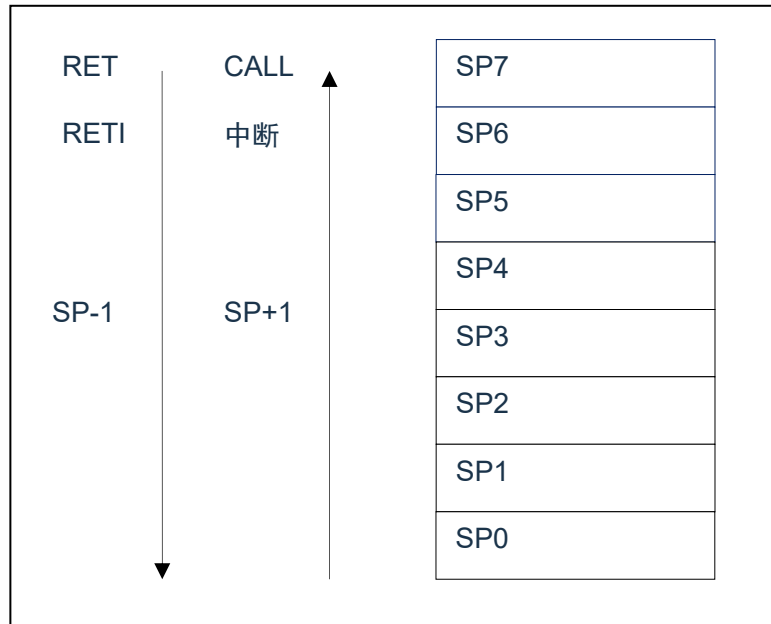 RET CALL SP7
RETI 中断 SP6
SP5
SP4
SP-1 SP+1
SP3
SP2
SP1
SP0